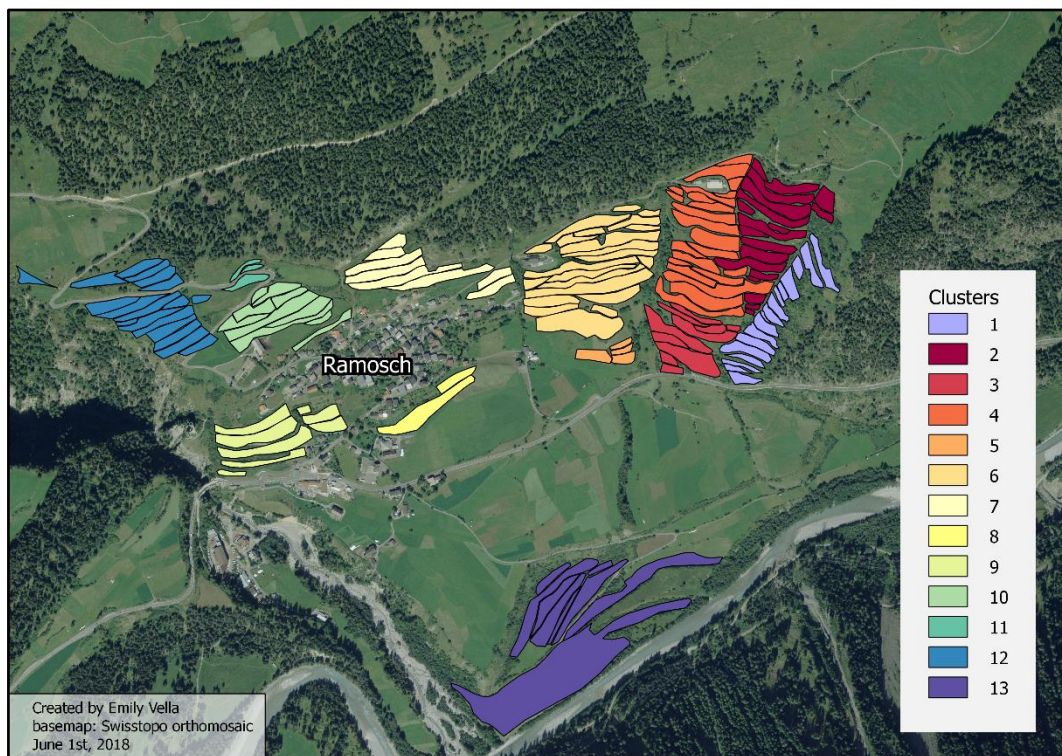 Ramosch
Clusters
1
2
3
4
5
6
7
8
9
10
11
12
13
Created by Emily Vella
basemap: Swisstopo orthomosaic
June 1st, 2018